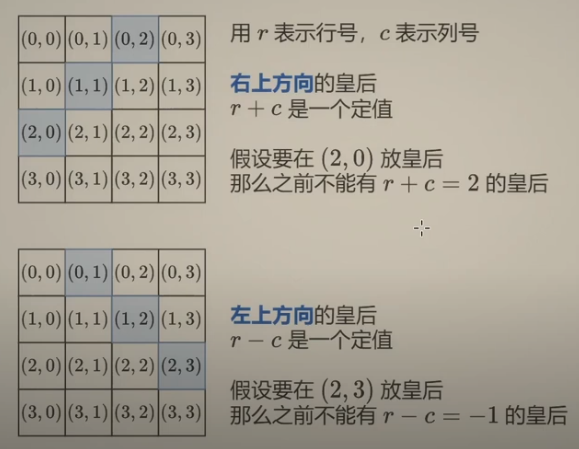 (0, 0) (0, 1) (0, 2) (0, 3)
(1, 0) (1, 1) (1, 2) (1, 3)
(2, 0) (2, 1) (2, 2) (2, 3)
(3, 0) (3, 1) (3, 2) (3, 3)
用 r 表示行号，c 表示列号
右上方向的皇后
r + c 是一个定值
假设要在 (2, 0) 放皇后
那么之前不能有 r + c = 2 的皇后
(0, 0) (0, 1) (0, 2) (0, 3)
(1, 0) (1, 1) (1, 2) (1, 3)
(2, 0) (2, 1) (2, 2) (2, 3)
(3, 0) (3, 1) (3, 2) (3, 3)
左上方向的皇后
r − c 是一个定值
假设要在 (2, 3) 放皇后
那么之前不能有 r − c = −1 的皇后